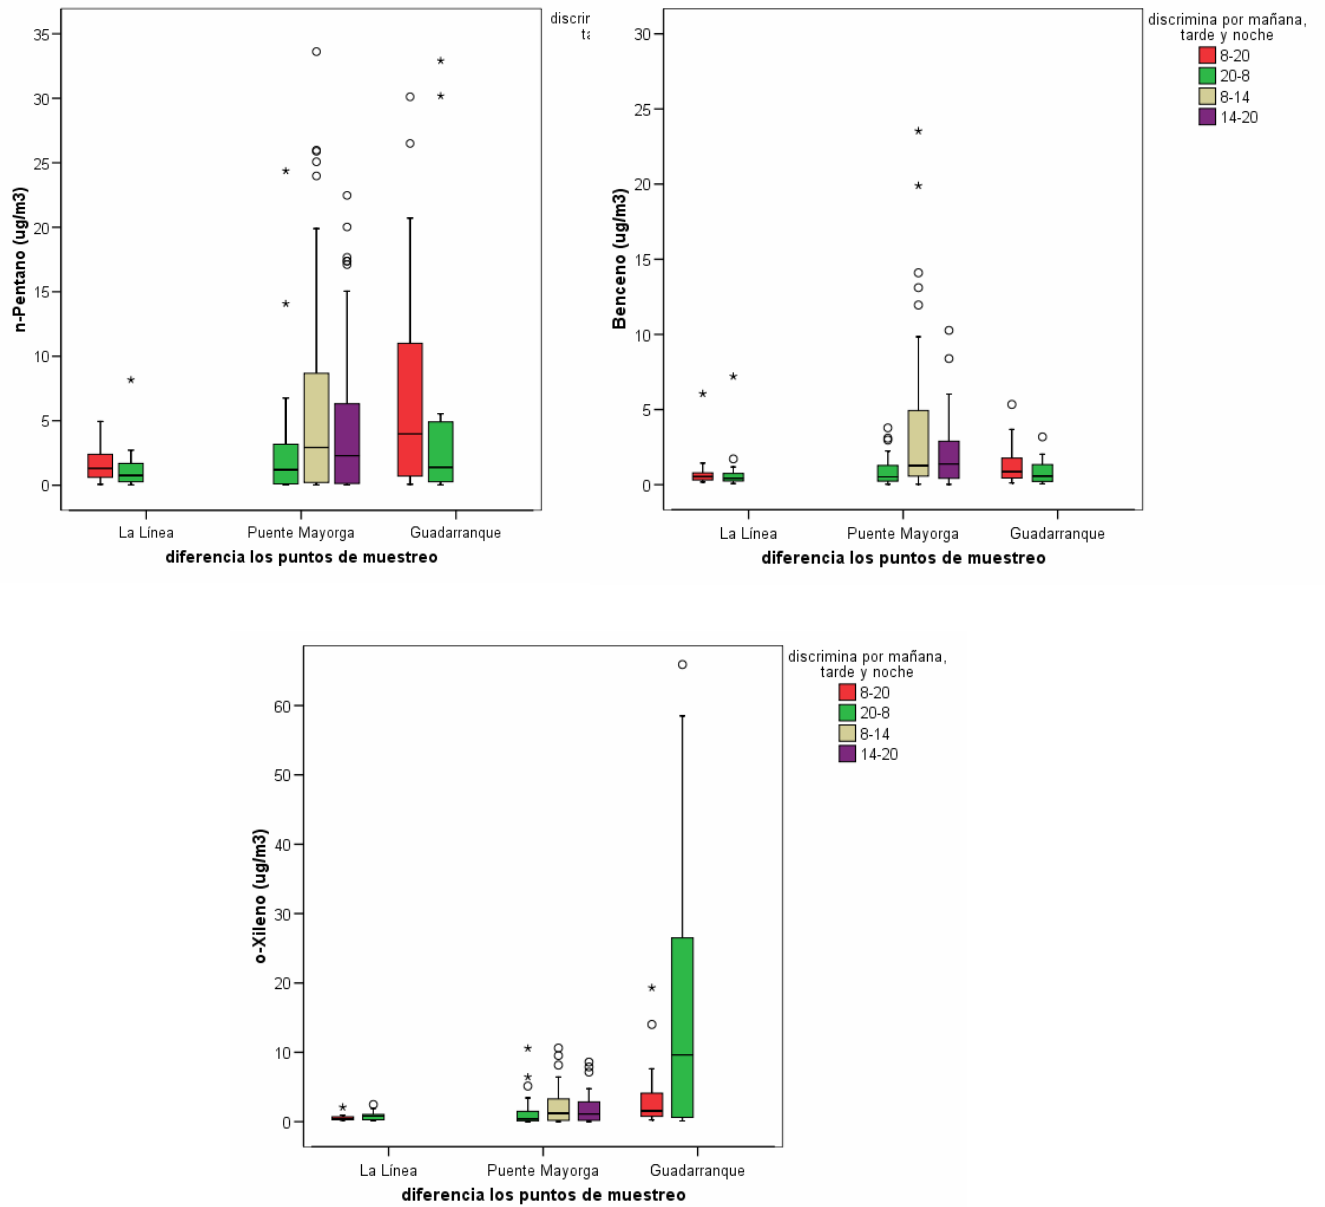 discrir
ta
35
30
25
20
15
10
5
0
n-Pentano (ug/m3)
La Línea
Puente Mayorga
Guadarranque
diferencia los puntos de muestreo
discrimina por mañana,
tarde y noche
8-20
20-8
8-14
14-20
30
25
20
15
10
5
0
Benceno (ug/m3)
La Línea
Puente Mayorga
Guadarranque
diferencia los puntos de muestreo
discrimina por mañana,
tarde y noche
8-20
20-8
8-14
14-20
60
50
40
30
20
10
0
o-Xileno (ug/m3)
La Línea
Puente Mayorga
Guadarranque
diferencia los puntos de muestreo